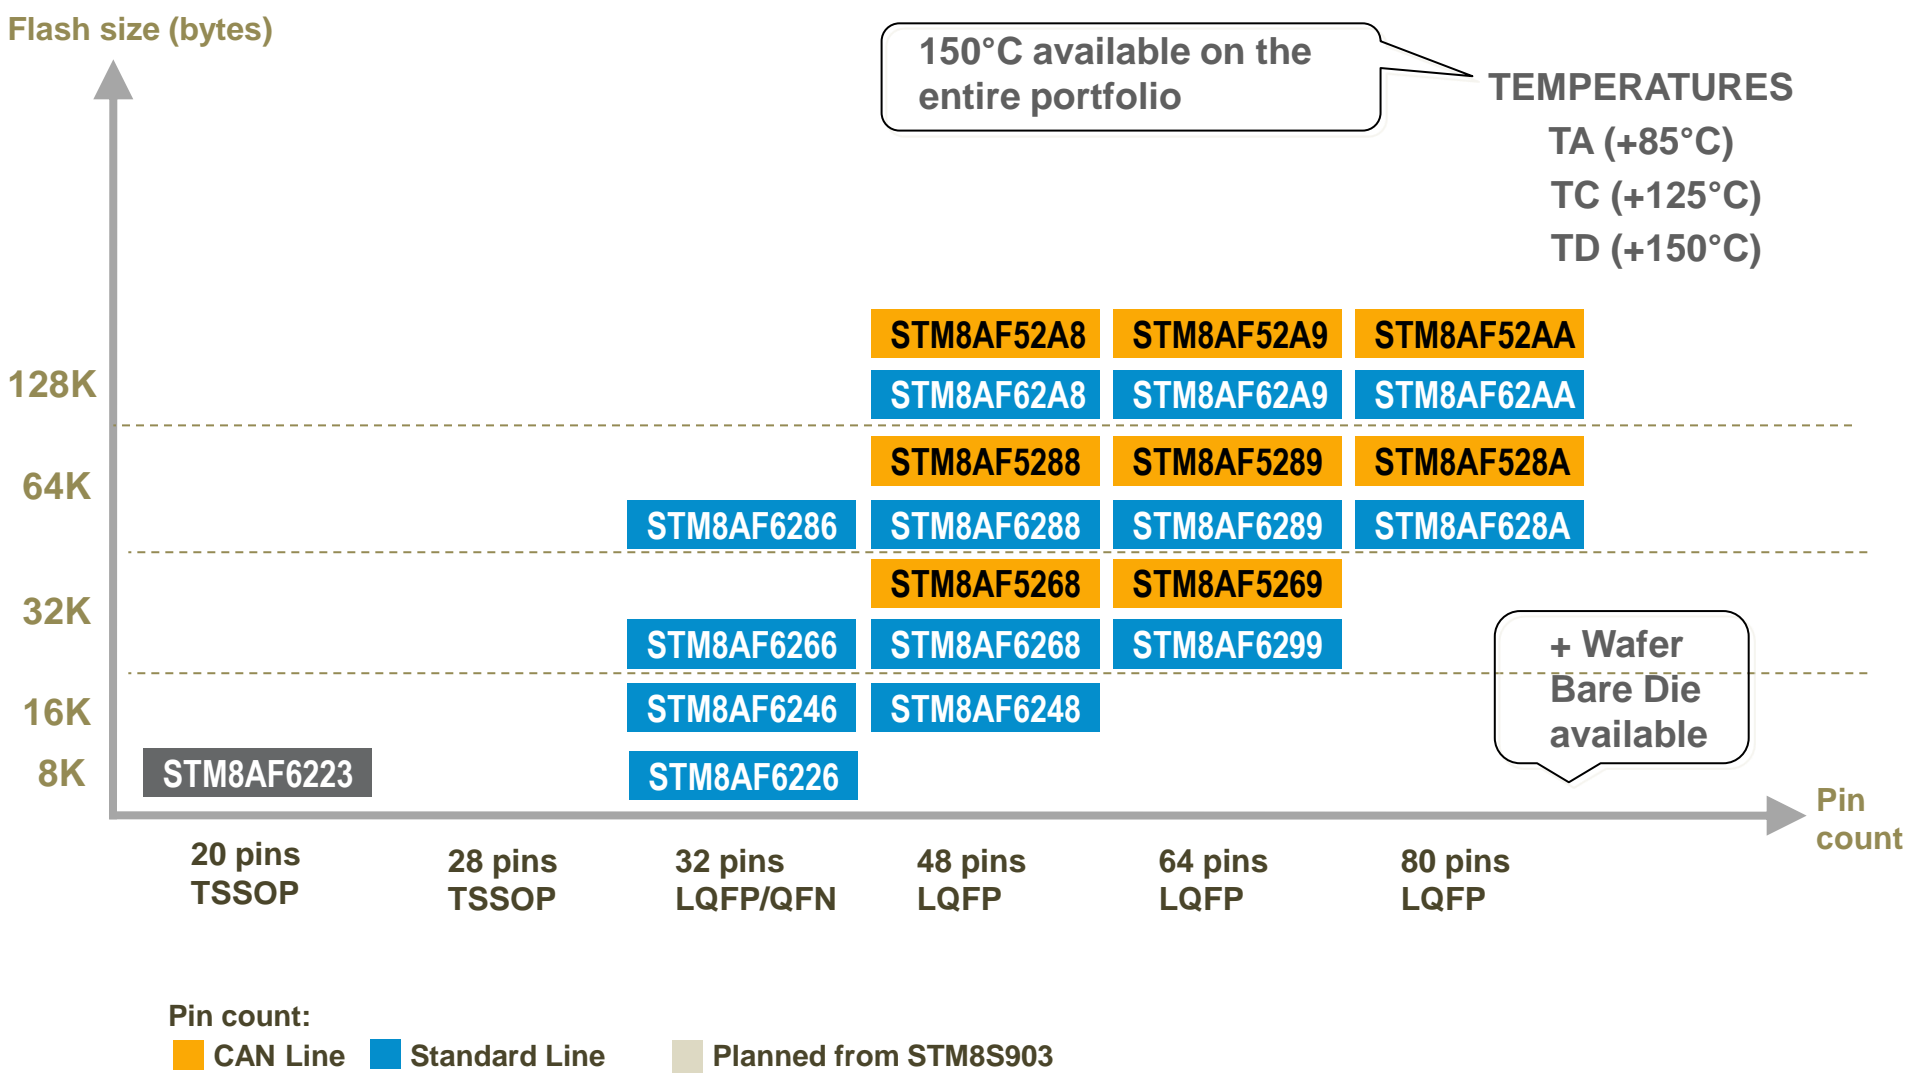 Flash size (bytes)
150°C available on the
entire portfolio
TEMPERATURES
TA (+85°C)
TC (+125°C)
TD (+150°C)
STM8AF52A8 STM8AF52A9 STM8AF52AA
128K
STM8AF62A8 STM8AF62A9 STM8AF62AA
STM8AF5288 STM8AF5289 STM8AF528A
64K
STM8AF6286 STM8AF6288 STM8AF6289 STM8AF628A
STM8AF5268 STM8AF5269
32K
STM8AF6266 STM8AF6268 STM8AF6299
+ Wafer
Bare Die
available
16K
STM8AF6246 STM8AF6248
8K
STM8AF6223 STM8AF6226
Pin
count
20 pins
TSSOP
28 pins
TSSOP
32 pins
LQFP/QFN
48 pins
LQFP
64 pins
LQFP
80 pins
LQFP
Pin count:
CAN Line Standard Line Planned from STM8S903